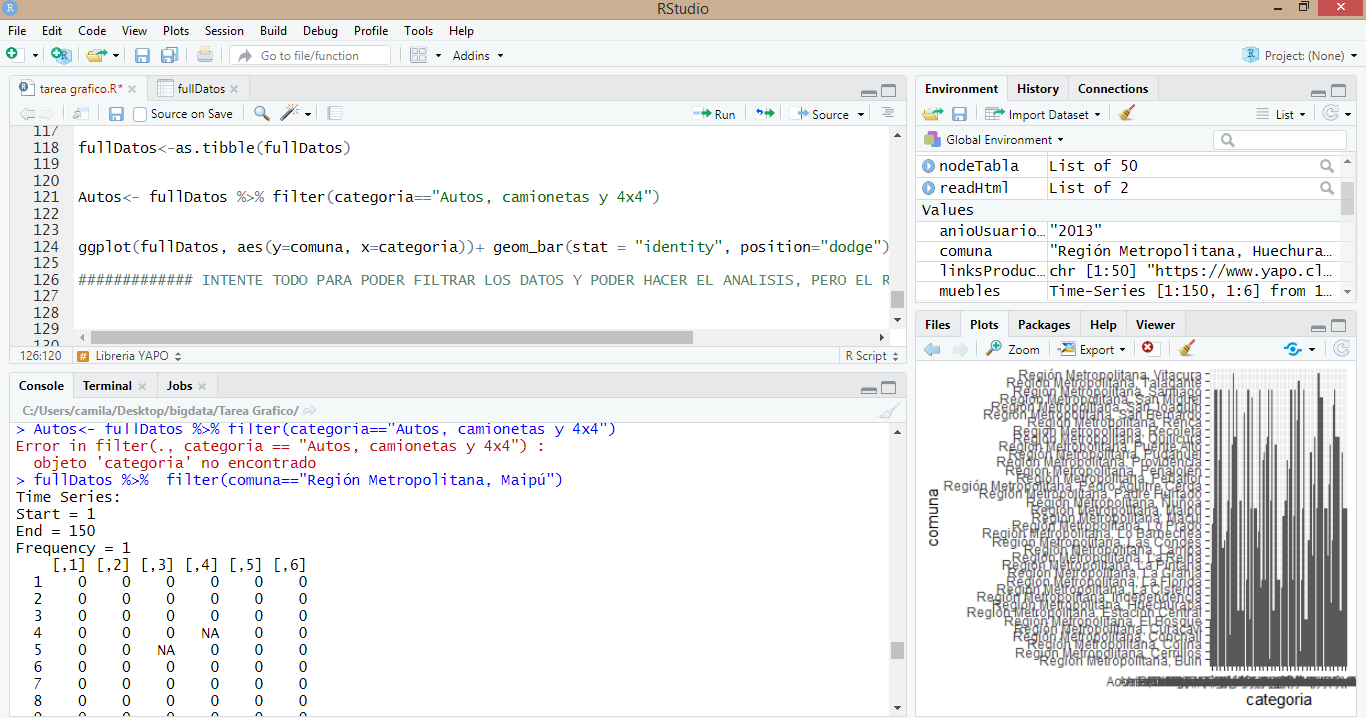 RStudio
File Edit Code View Plots Session Build Debug Profile Tools Help
Go to file/function Addins Project: (None)
tarea grafico.R* fullDatos
Source on Save Run Source
117
118 fullDatos<-as.tibble(fullDatos)
119
120
121 Autos<- fullDatos %>% filter(categoria=="Autos, camionetas y 4x4")
122
123
124 ggplot(fullDatos, aes(y=comuna, x=categoria))+ geom_bar(stat = "identity", position="dodge")
125
126 ############# INTENTE TODO PARA PODER FILTRAR LOS DATOS Y PODER HACER EL ANALISIS, PERO EL R
127
128
129
130
126:120 Libreria YAPO R Script
Console Terminal Jobs
C:/Users/camila/Desktop/bigdata/Tarea Grafico/
> Autos<- fullDatos %>% filter(categoria=="Autos, camionetas y 4x4")
Error in filter(., categoria == "Autos, camionetas y 4x4") :
objeto 'categoria' no encontrado
> fullDatos %>%  filter(comuna=="Región Metropolitana, Maipú")
Time Series:
Start = 1
End = 150
Frequency = 1
[,1] [,2] [,3] [,4] [,5] [,6]
1 0 0 0 0 0 0
2 0 0 0 0 0 0
3 0 0 0 0 0 0
4 0 0 0 NA 0 0
5 0 0 NA 0 0 0
6 0 0 0 0 0 0
7 0 0 0 0 0 0
8 0 0 0 0 0 0
Environment History Connections
Import Dataset List
Global Environment
nodeTabla List of 50
readHtml List of 2
Values
anioUsuario... "2013"
comuna "Región Metropolitana, Huechura...
linksProduc... chr [1:50] "https://www.yapo.cl...
muebles Time-Series [1:150, 1:6] from 1...
Files Plots Packages Help Viewer
Zoom Export
Región Metropolitana, Vitacura
Región Metropolitana, Talagante
Región Metropolitana, Santiago
Región Metropolitana, San Miguel
Región Metropolitana, San Joaquín
Región Metropolitana, San Bernardo
Región Metropolitana, Renca
Región Metropolitana, Recoleta
Región Metropolitana, Quilicura
Región Metropolitana, Puente Alto
Región Metropolitana, Pudahuel
Región Metropolitana, Providencia
Región Metropolitana, Peñalolén
Región Metropolitana, Peñaflor
Región Metropolitana, Pedro Aguirre Cerda
Región Metropolitana, Padre Hurtado
Región Metropolitana, Ñuñoa
Región Metropolitana, Maipú
Región Metropolitana, Macul
Región Metropolitana, Lo Prado
Región Metropolitana, Lo Barnechea
Región Metropolitana, Las Condes
Región Metropolitana, Lampa
Región Metropolitana, La Reina
Región Metropolitana, La Pintana
Región Metropolitana, La Granja
Región Metropolitana, La Florida
Región Metropolitana, La Cisterna
Región Metropolitana, Independencia
Región Metropolitana, Huechuraba
Región Metropolitana, Estación Central
Región Metropolitana, El Bosque
Región Metropolitana, Curacaví
Región Metropolitana, Conchalí
Región Metropolitana, Colina
Región Metropolitana, Cerrillos
Región Metropolitana, Buin
comuna
categoria